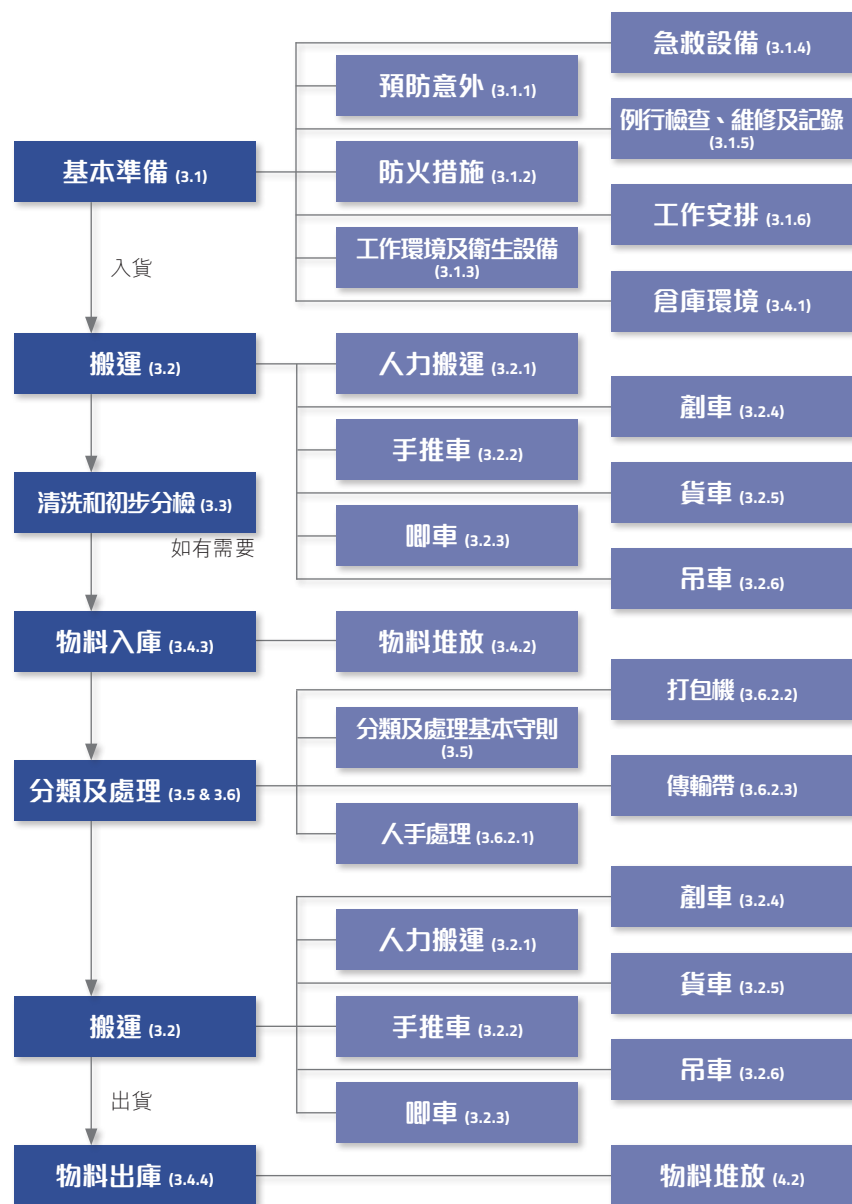 急救設備 (3.1.4)
預防意外 (3.1.1)
例行檢查、維修及記錄
(3.1.5)
基本準備 (3.1)
防火措施 (3.1.2)
工作安排 (3.1.6)
工作環境及衛生設備
(3.1.3)
入貨
倉庫環境 (3.4.1)
搬運 (3.2)
人力搬運 (3.2.1)
剷車 (3.2.4)
手推車 (3.2.2)
清洗和初步分檢 (3.3)
貨車 (3.2.5)
唧車 (3.2.3)
如有需要
吊車 (3.2.6)
物料入庫 (3.4.3)
物料堆放 (3.4.2)
打包機 (3.6.2.2)
分類及處理基本守則
(3.5)
分類及處理 (3.5 & 3.6)
傳輸帶 (3.6.2.3)
人手處理 (3.6.2.1)
剷車 (3.2.4)
人力搬運 (3.2.1)
貨車 (3.2.5)
搬運 (3.2)
手推車 (3.2.2)
吊車 (3.2.6)
出貨
唧車 (3.2.3)
物料出庫 (3.4.4)
物料堆放 (4.2)